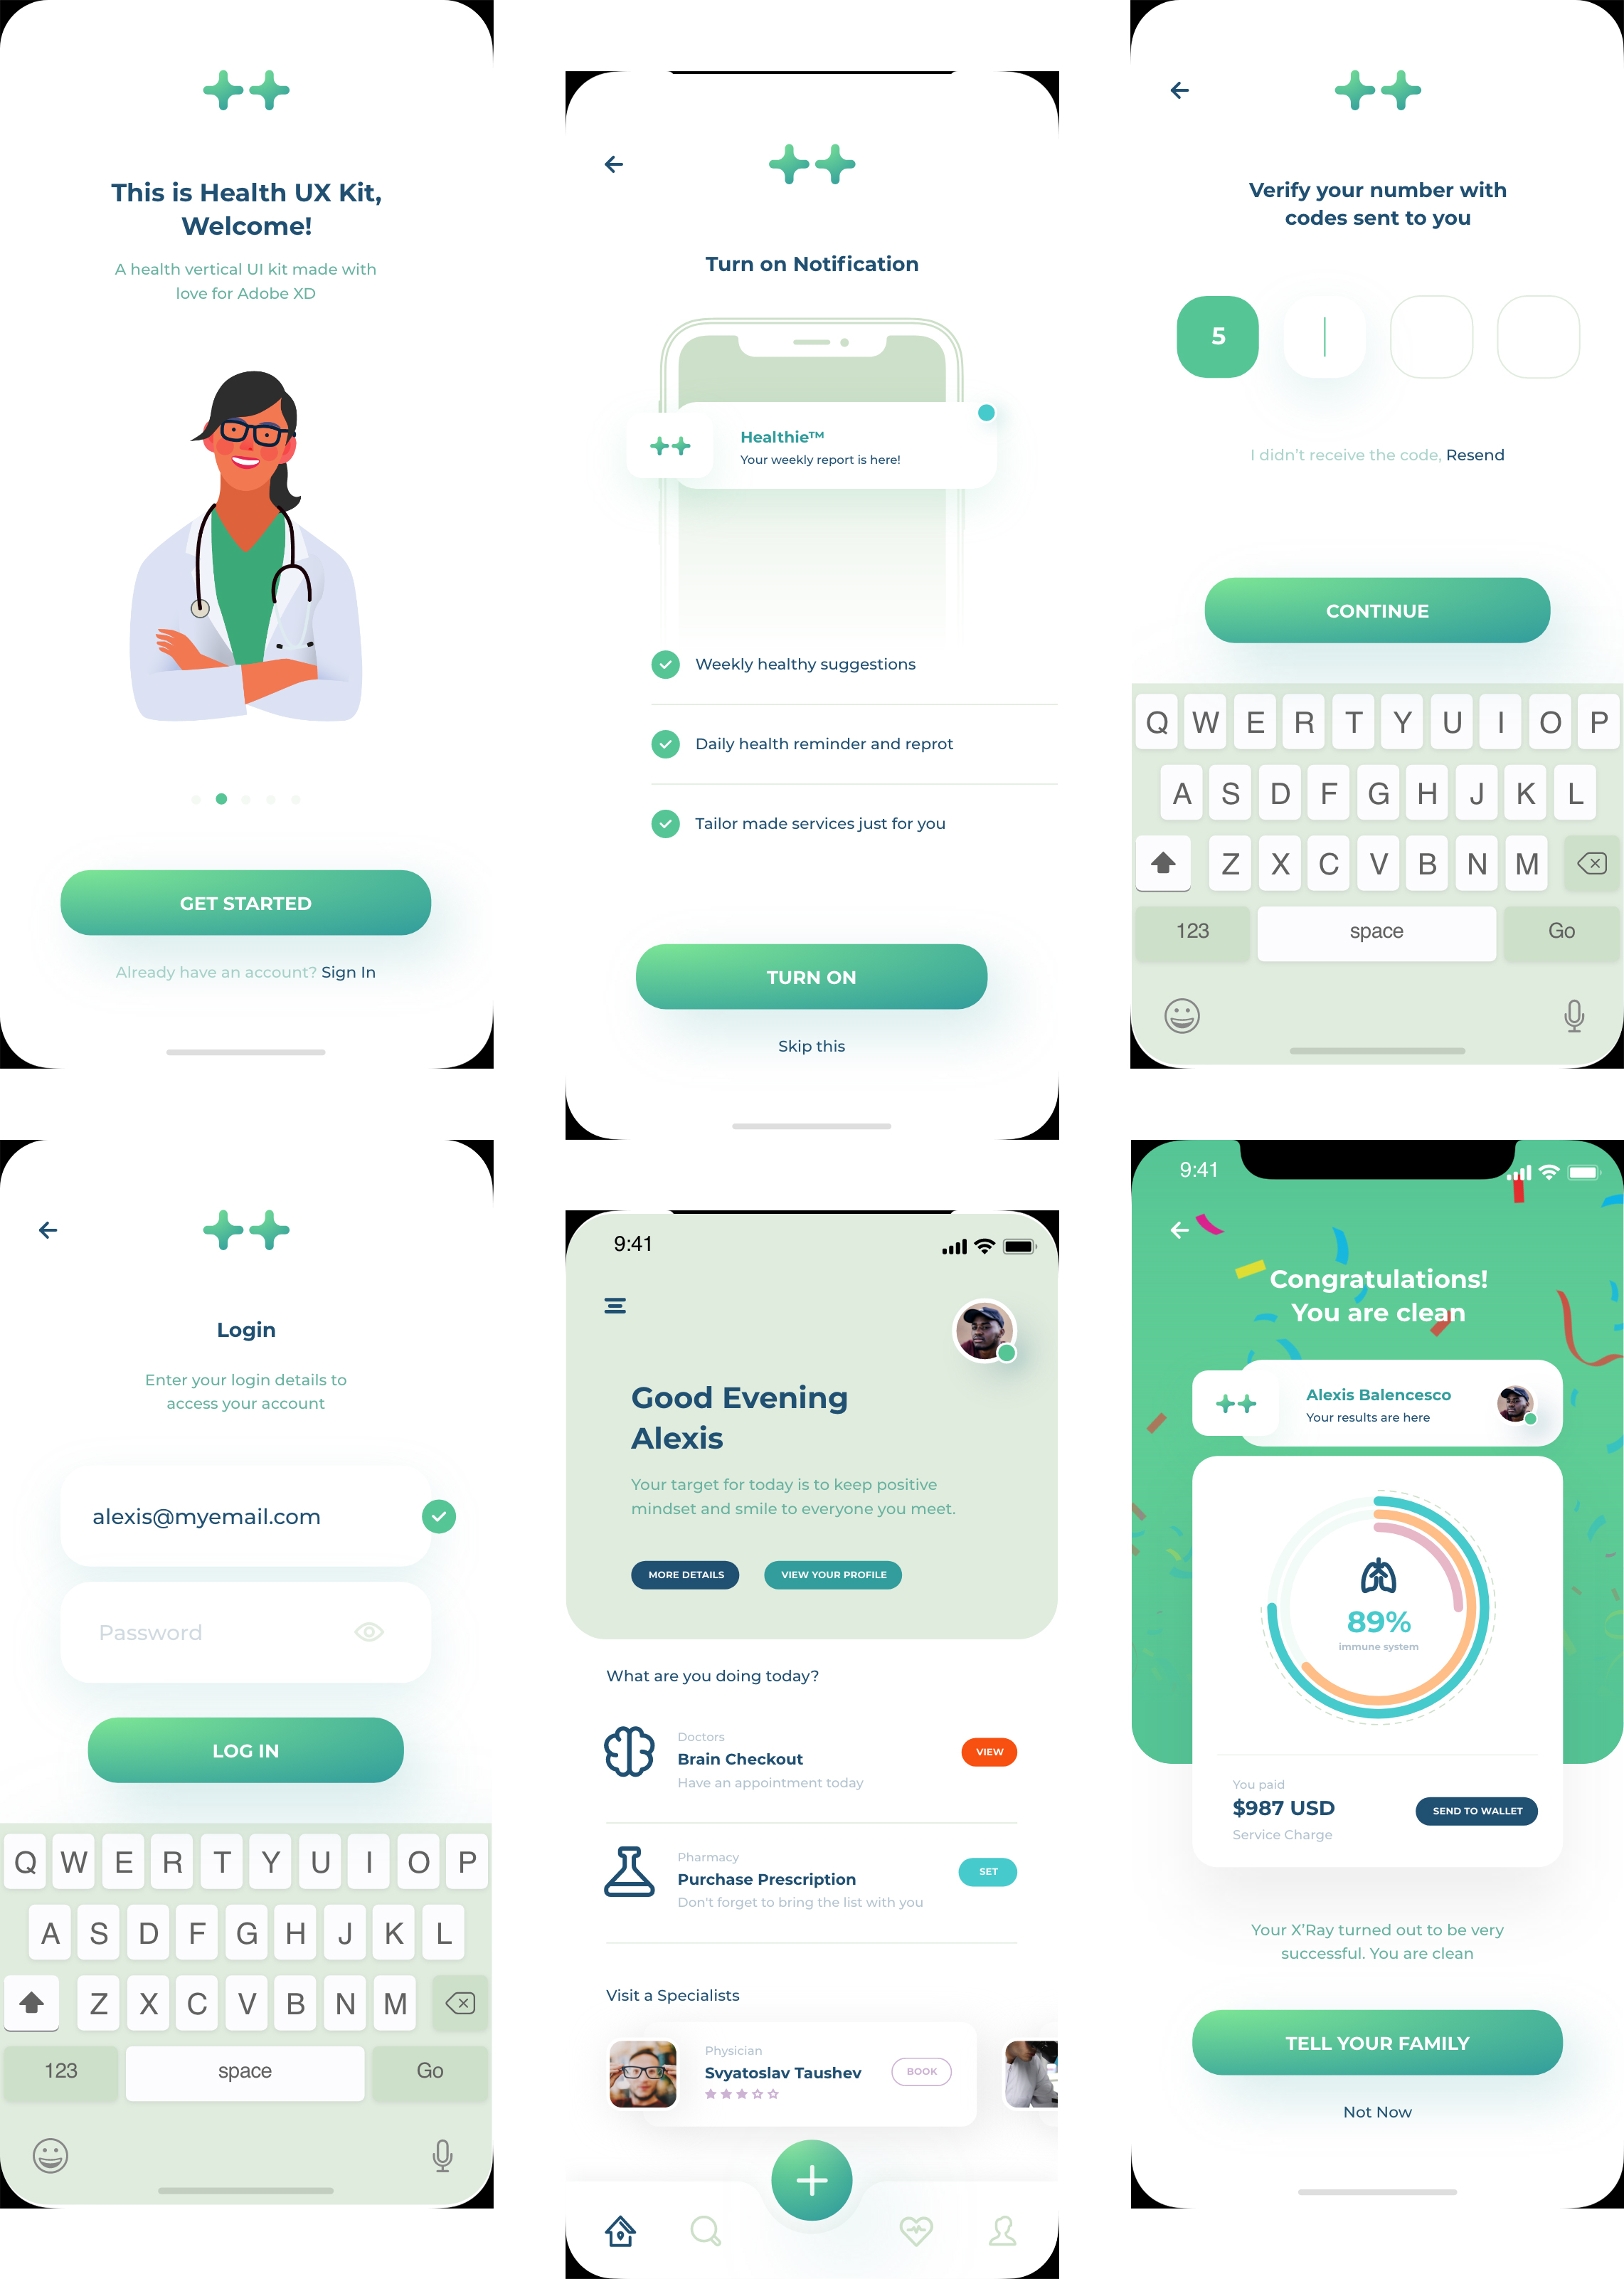 This is Health UX Kit,
Welcome!
A health vertical UI kit made with
love for Adobe XD
GET STARTED
Already have an account? Sign In
Turn on Notification
Healthie™
Your weekly report is here!
Weekly healthy suggestions
Daily health reminder and reprot
Tailor made services just for you
TURN ON
Skip this
Verify your number with
codes sent to you
5
I didn't receive the code, Resend
CONTINUE
Q W E R T Y U I O P
A S D F G H J K L
Z X C V B N M
123 space Go
Login
Enter your login details to
access your account
alexis@myemail.com
Password
LOG IN
Q W E R T Y U I O P
A S D F G H J K L
Z X C V B N M
123 space Go
9:41
Good Evening
Alexis
Your target for today is to keep positive
mindset and smile to everyone you meet.
MORE DETAILS VIEW YOUR PROFILE
What are you doing today?
Doctors
Brain Checkout
Have an appointment today
VIEW
Pharmacy
Purchase Prescription
Don't forget to bring the list with you
SET
Visit a Specialists
Physician
Svyatoslav Taushev
BOOK
9:41
Congratulations!
You are clean
Alexis Balencesco
Your results are here
89%
immune system
You paid
$987 USD
Service Charge
SEND TO WALLET
Your X'Ray turned out to be very
successful. You are clean
TELL YOUR FAMILY
Not Now